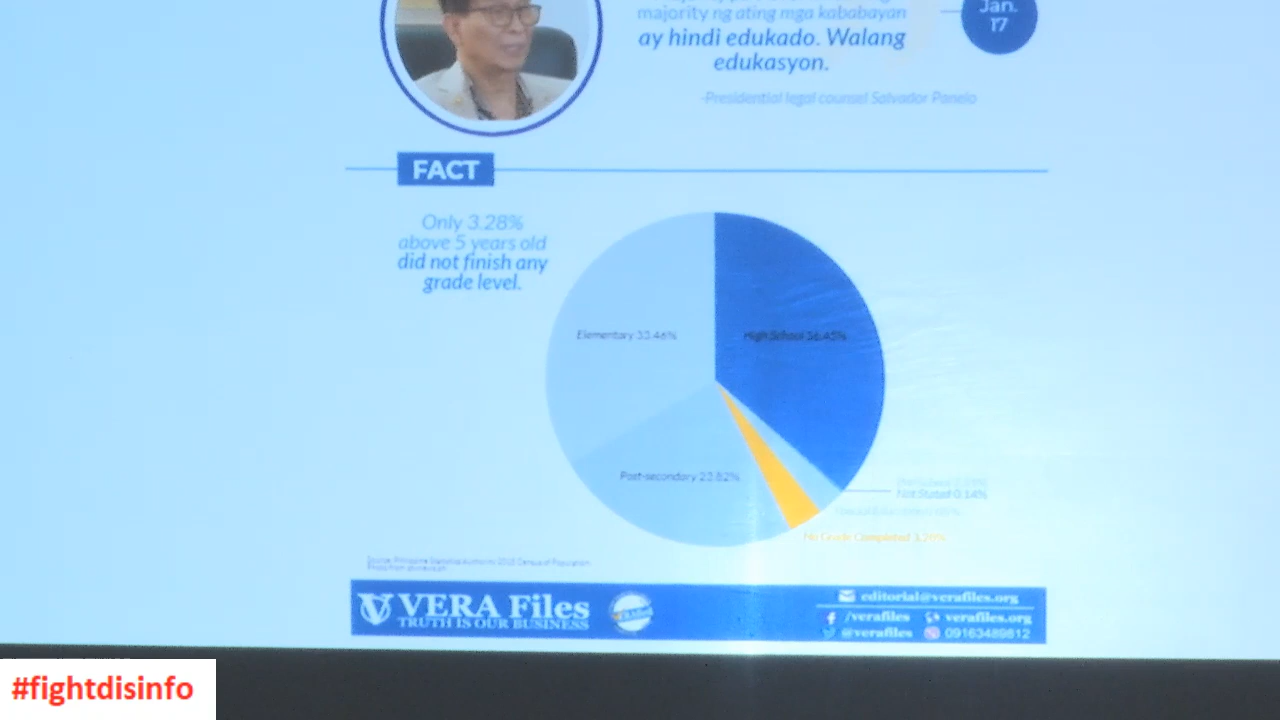 Jan.
17
majority ng ating mga kababayan
ay hindi edukado. Walang
edukasyon.
-Presidential legal counsel Salvador Panelo
FACT
Only 3.28%
above 5 years old
did not finish any
grade level.
Elementary 33.46%
High School 36.45%
Post-secondary 23.82%
Not Stated 0.14%
No Grade Completed 3.28%
VERA Files
TRUTH IS OUR BUSINESS
editorial@verafiles.org
/verafiles
verafiles.org
@verafiles
09163489812
#fightdisinfo